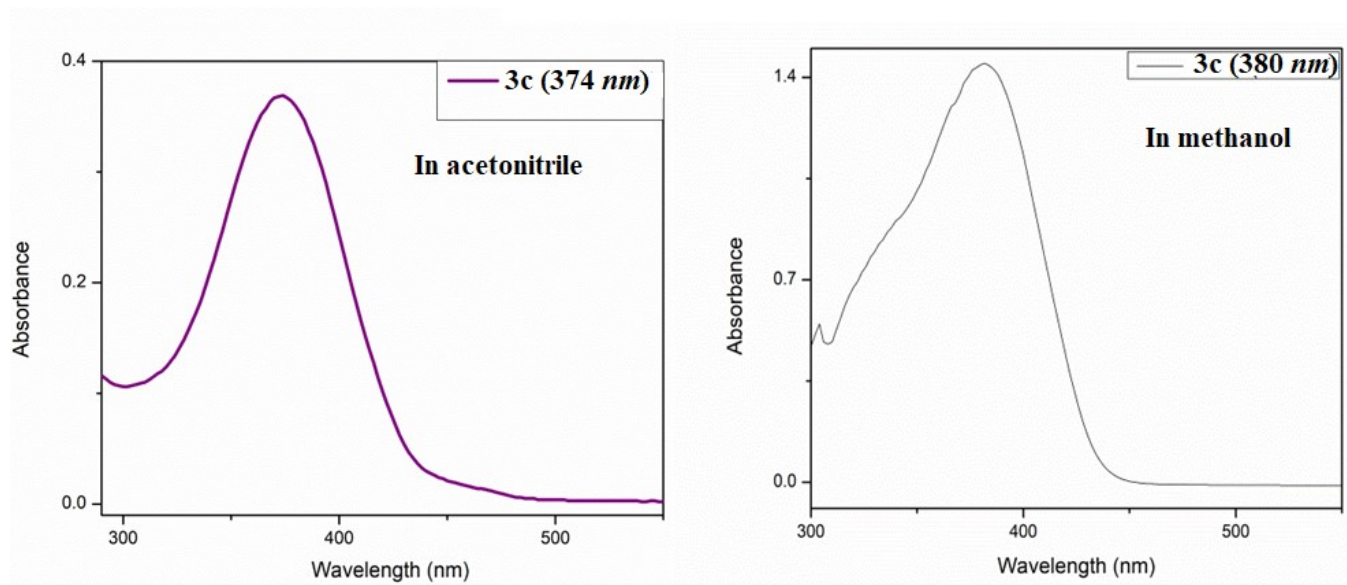 0.4
3c (374 nm)
In acetonitrile
0.2
0.0
Absorbance
300
400
500
Wavelength (nm)
1.4
3c (380 nm)
In methanol
0.7
0.0
Absorbance
300
400
500
Wavelength (nm)